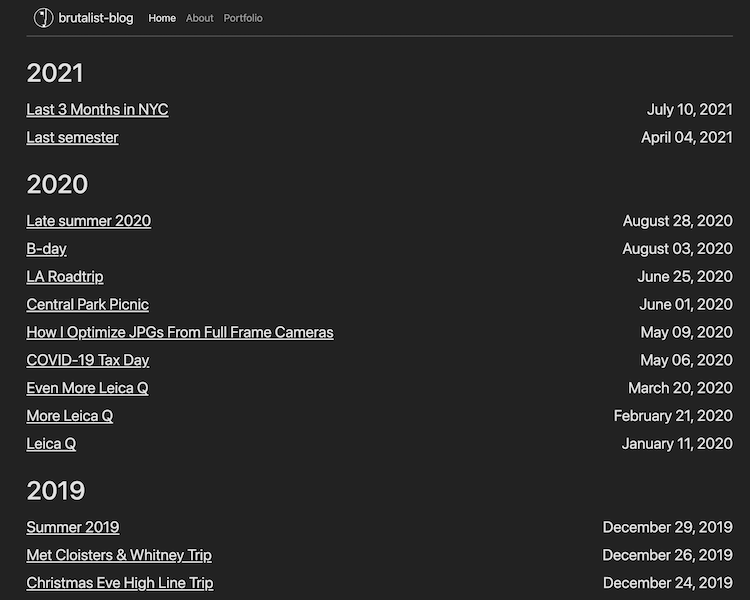 brutalist-blog Home About Portfolio
2021
Last 3 Months in NYC July 10, 2021
Last semester April 04, 2021
2020
Late summer 2020 August 28, 2020
B-day August 03, 2020
LA Roadtrip June 25, 2020
Central Park Picnic June 01, 2020
How I Optimize JPGs From Full Frame Cameras May 09, 2020
COVID-19 Tax Day May 06, 2020
Even More Leica Q March 20, 2020
More Leica Q February 21, 2020
Leica Q January 11, 2020
2019
Summer 2019 December 29, 2019
Met Cloisters & Whitney Trip December 26, 2019
Christmas Eve High Line Trip December 24, 2019